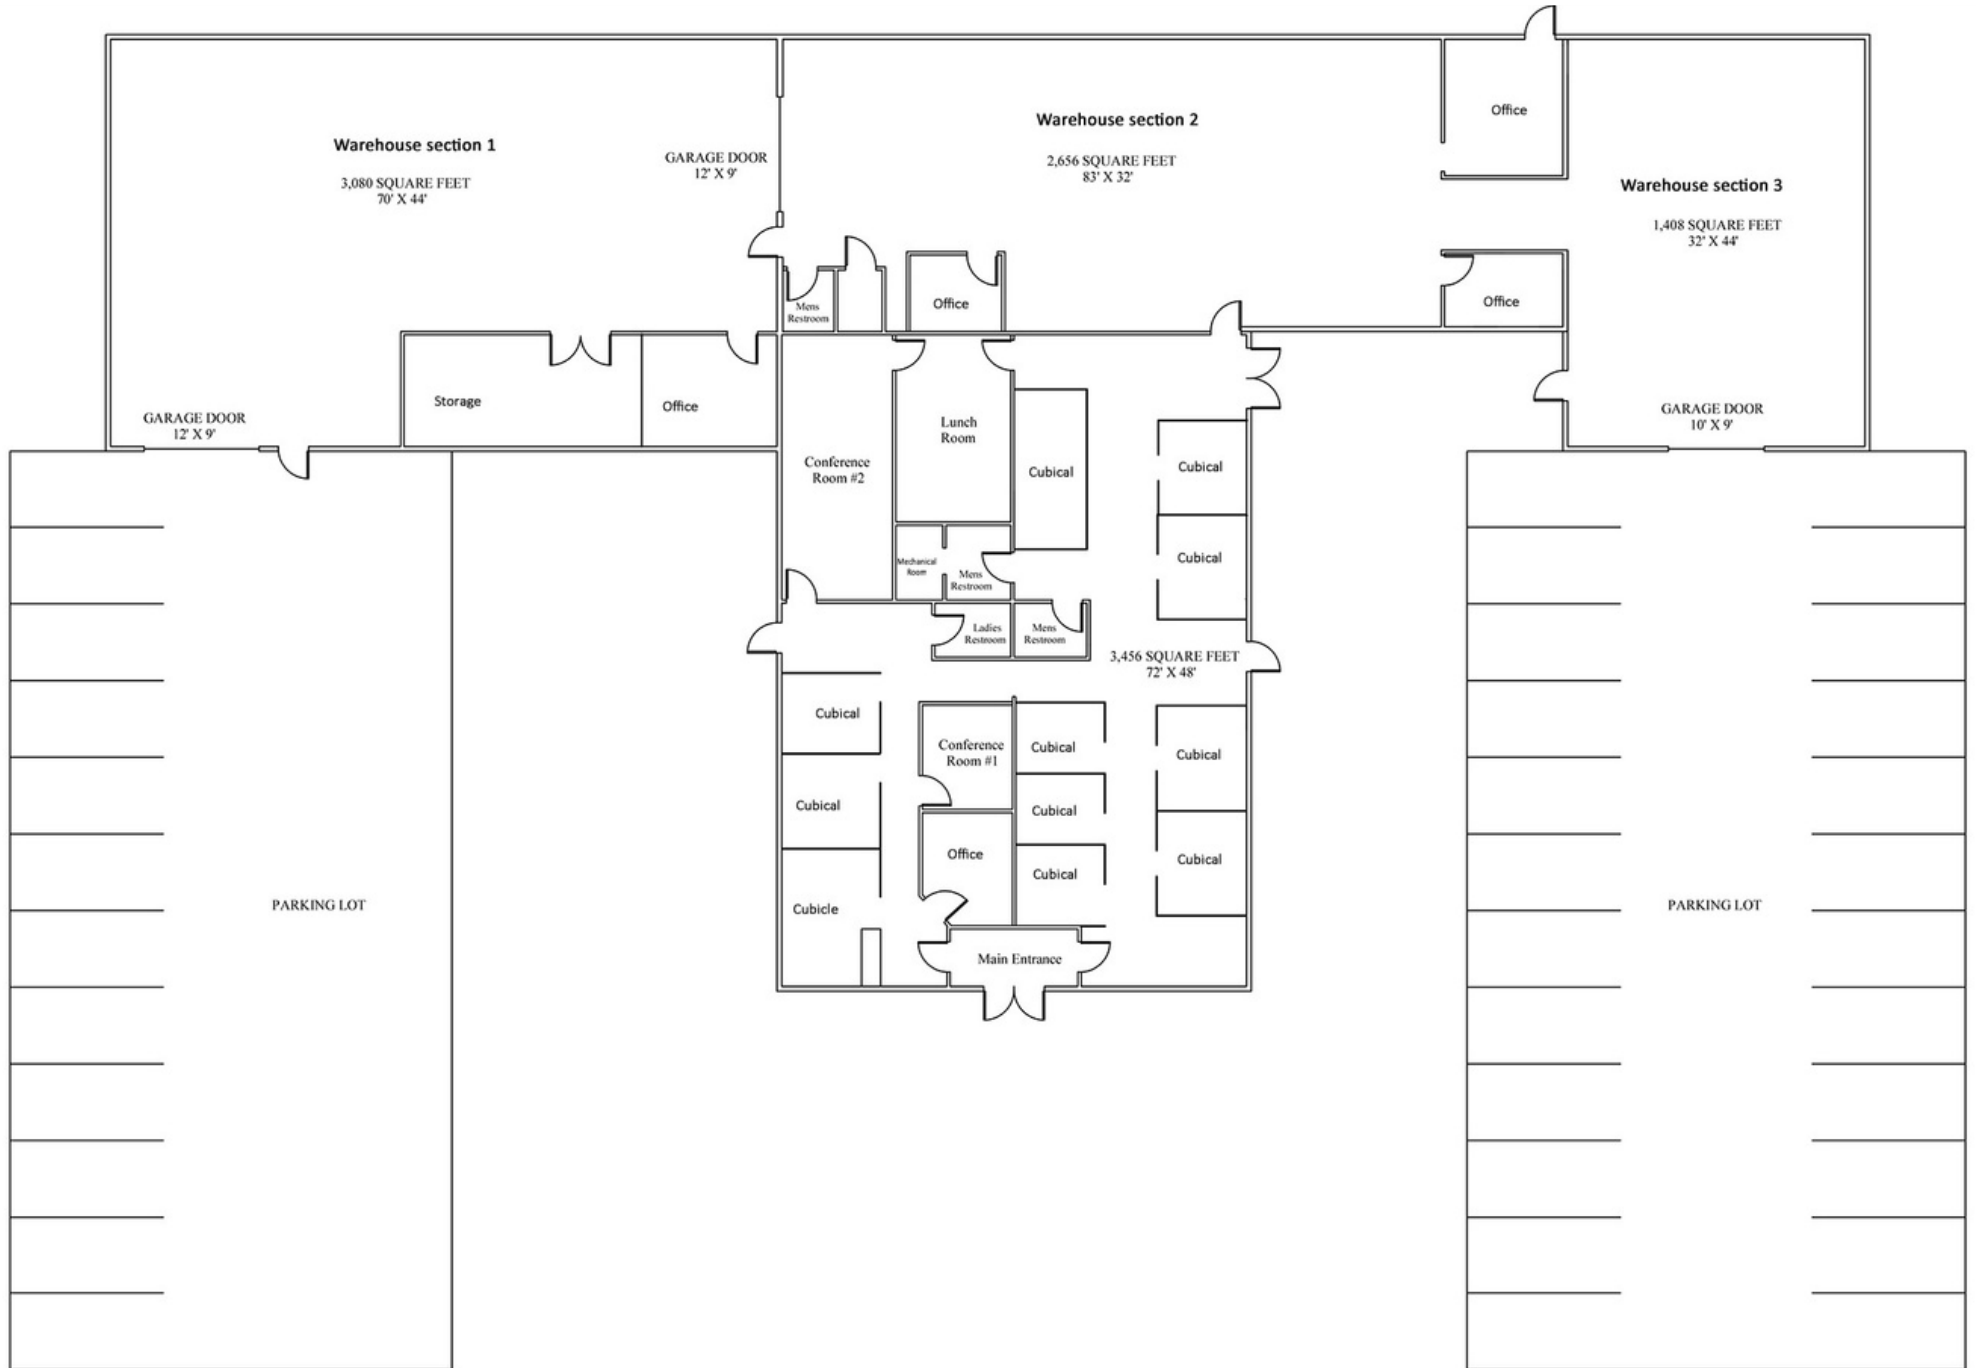 Warehouse section 1
3,080 SQUARE FEET
70' X 44'
GARAGE DOOR
12' X 9'
Warehouse section 2
2,656 SQUARE FEET
83' X 32'
Office
Warehouse section 3
1,408 SQUARE FEET
32' X 44'
Mens
Restroom
Office
Office
Storage
Office
GARAGE DOOR
12' X 9'
GARAGE DOOR
10' X 9'
Conference
Room #2
Lunch
Room
Cubical
Cubical
Cubical
Mechanical
Room
Mens
Restroom
Ladies
Restroom
Mens
Restroom
3,456 SQUARE FEET
72' X 48'
Cubical
Conference
Room #1
Cubical
Cubical
Cubical
Cubical
Office
Cubical
Cubical
Cubicle
Main Entrance
PARKING LOT
PARKING LOT